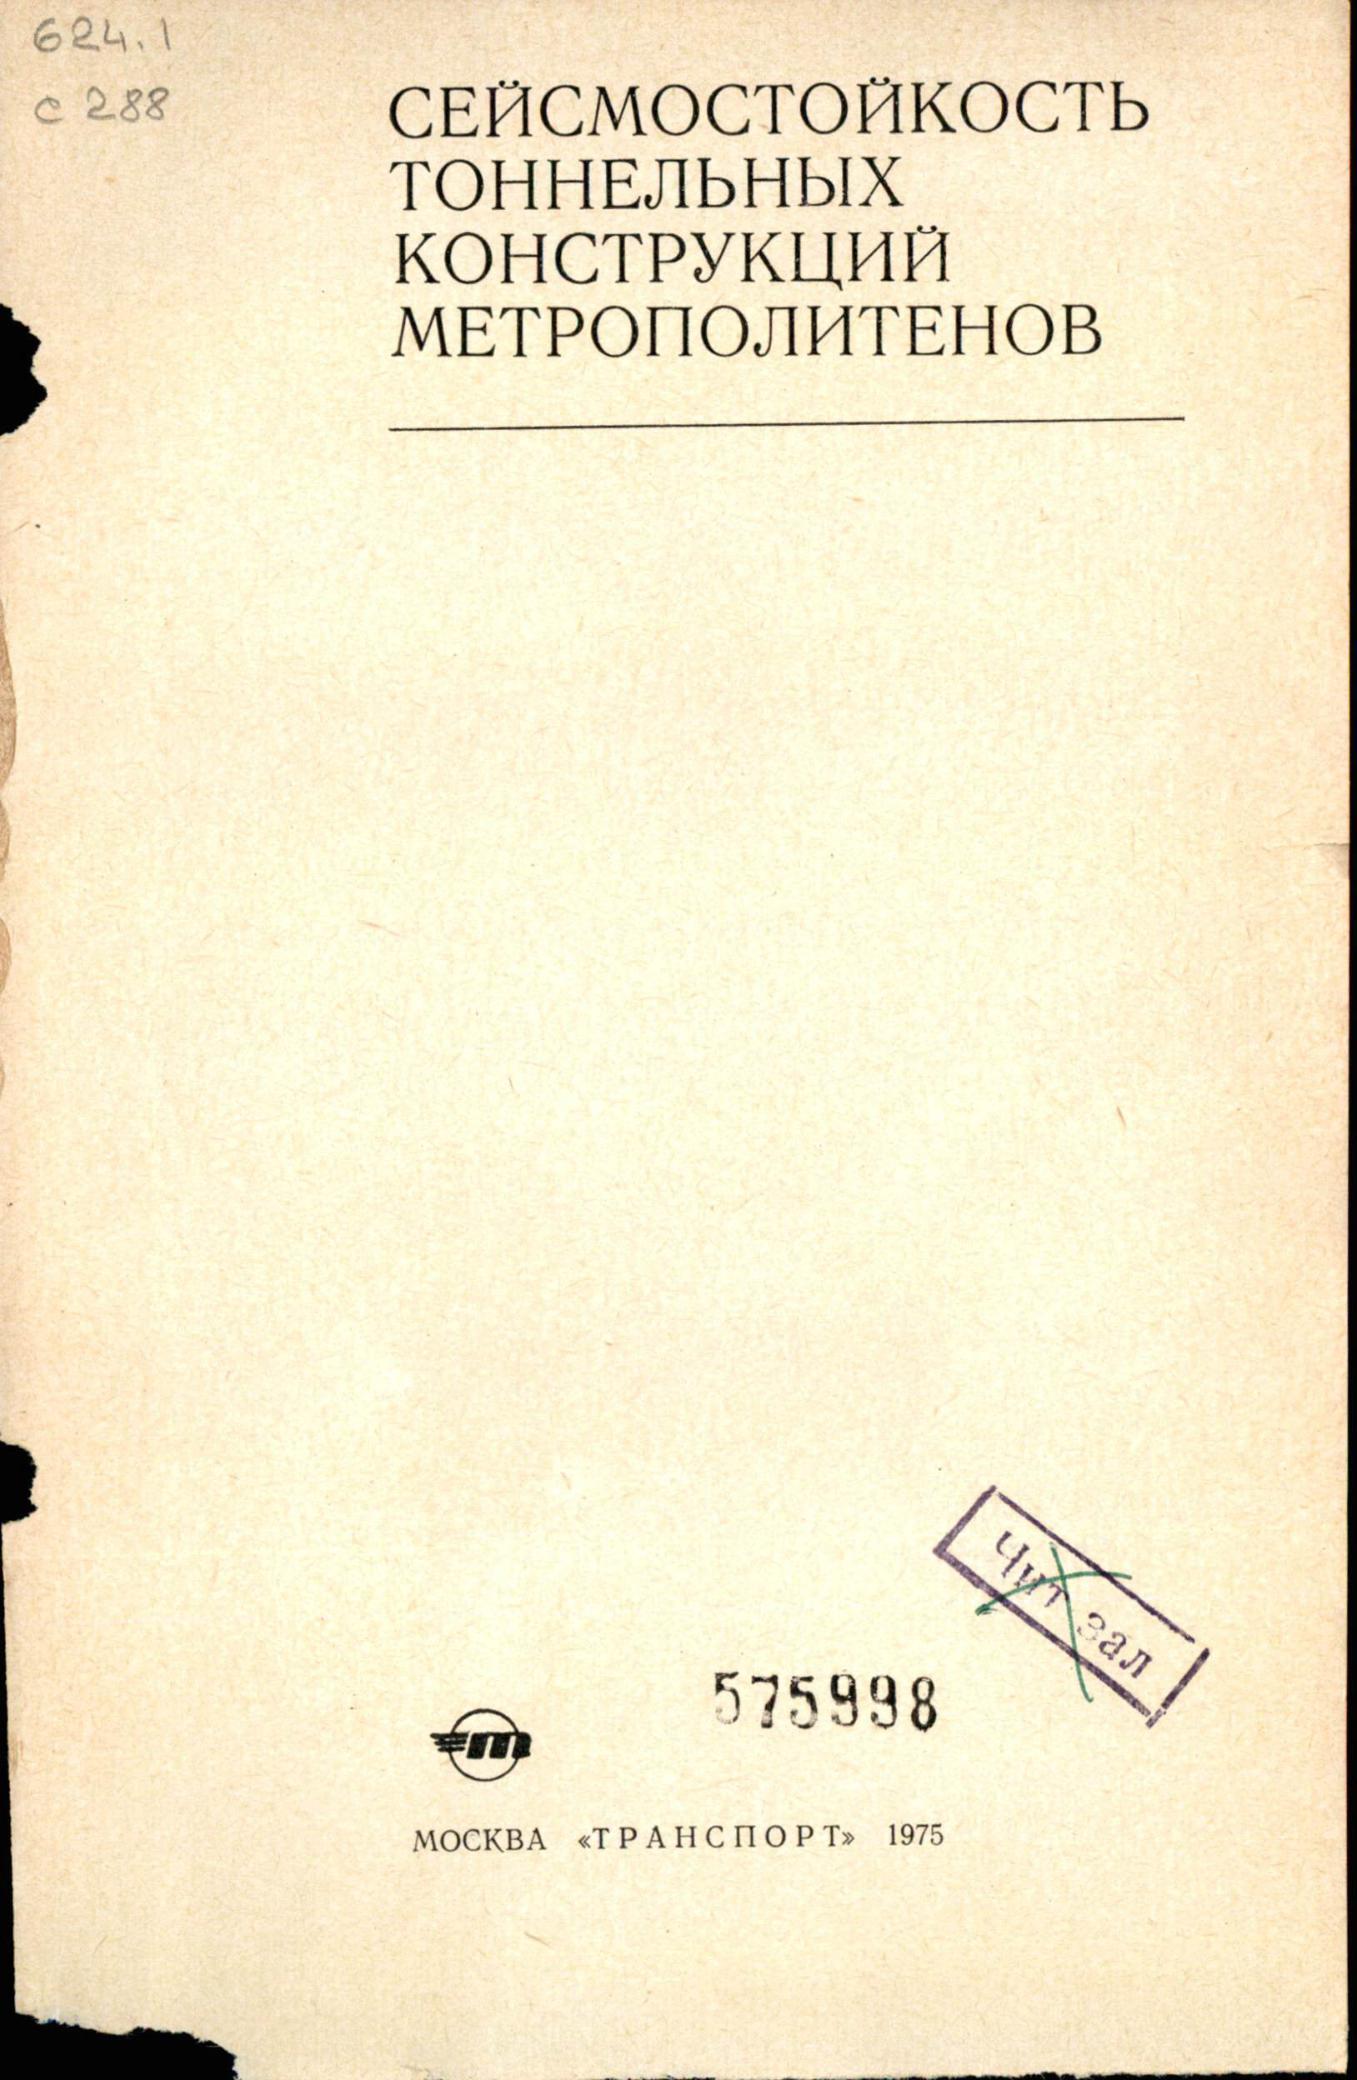 624.1
с 288
СЕЙСМОСТОЙКОСТЬ
ТОННЕЛЬНЫХ
КОНСТРУКЦИЙ
МЕТРОПОЛИТЕНОВ
Чит зал
575998
m
МОСКВА «ТРАНСПОРТ» 1975